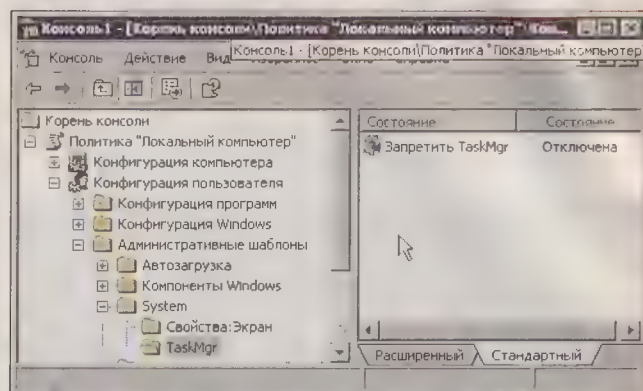 Консоль1 - [Корень консоли\Политика "Локальный компьютер"\Кон...
Консоль Действие Вид
Консоль1 - [Корень консоли\Политика "Локальный компьютер
Корень консоли
Политика "Локальный компьютер"
Конфигурация компьютера
Конфигурация пользователя
Конфигурация программ
Конфигурация Windows
Административные шаблоны
Автозагрузка
Компоненты Windows
System
Свойства:Экран
TaskMgr
Состояние Состояние
Запретить TaskMgr Отключена
Расширенный Стандартный